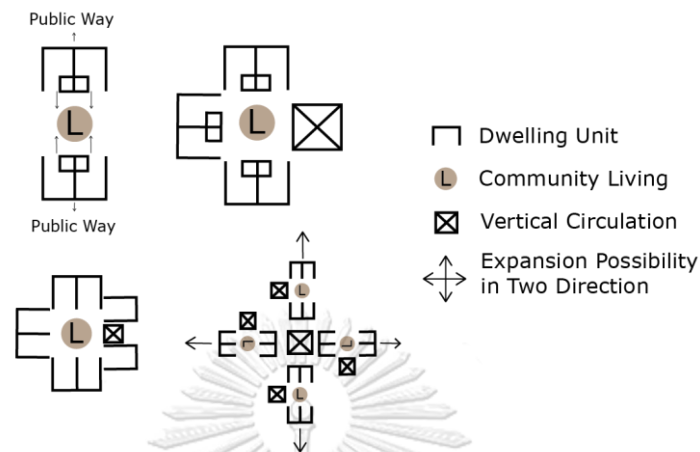 Public Way
L
Public Way
L
L
L
L
L
L
Dwelling Unit
L
Community Living
Vertical Circulation
Expansion Possibility
in Two Direction